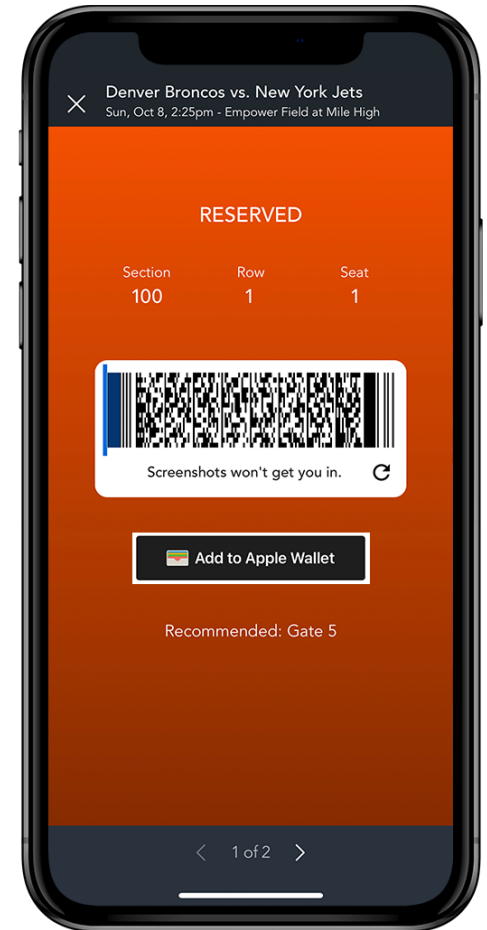 Denver Broncos vs. New York Jets
Sun, Oct 8, 2:25pm - Empower Field at Mile High
RESERVED
Section Row Seat
100 1 1
Screenshots won't get you in.
Add to Apple Wallet
Recommended: Gate 5
1 of 2